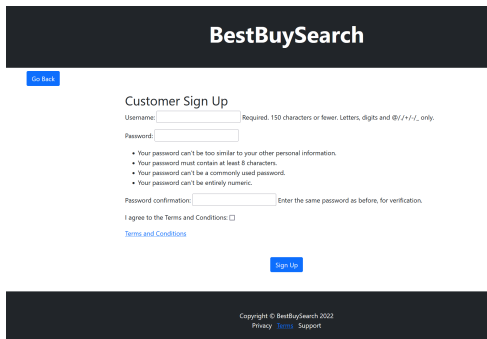 BestBuySearch
Go Back
Customer Sign Up
Username: Required. 150 characters or fewer. Letters, digits and @/./+/-/_ only.
Password:
• Your password can't be too similar to your other personal information.
• Your password must contain at least 8 characters.
• Your password can't be a commonly used password.
• Your password can't be entirely numeric.
Password confirmation: Enter the same password as before, for verification.
I agree to the Terms and Conditions:
Terms and Conditions
Sign Up
Copyright © BestBuySearch 2022
Privacy Terms Support